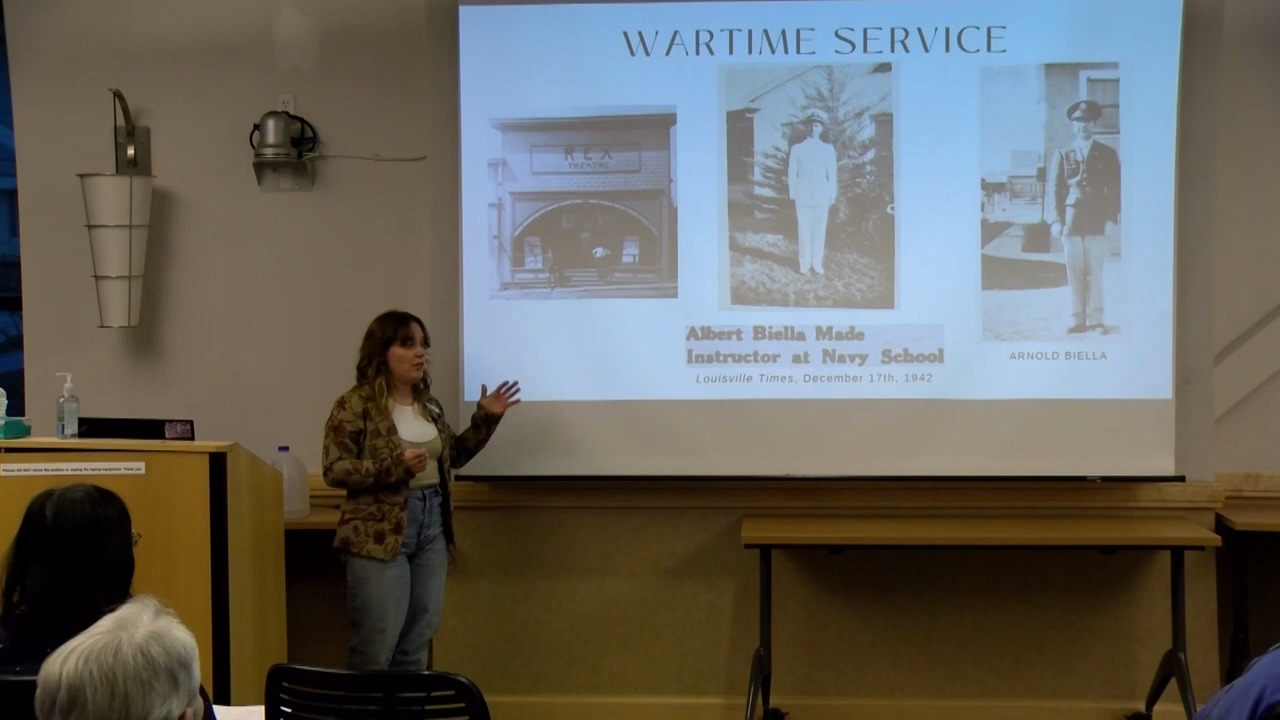 WARTIME SERVICE
REX
THEATRE
Albert Biella Made
Instructor at Navy School
Louisville Times, December 17th, 1942
ARNOLD BIELLA